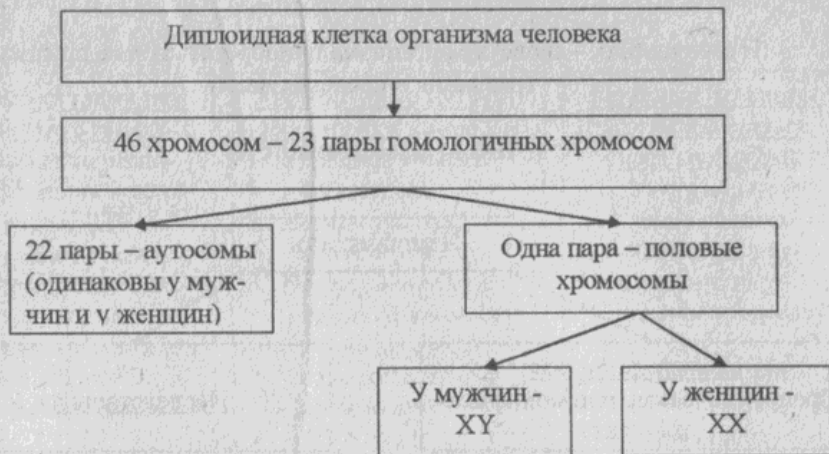 Диплоидная клетка организма человека
46 хромосом – 23 пары гомологичных хромосом
22 пары – аутосомы
(одинаковы у муж-
чин и у женщин)
Одна пара – половые
хромосомы
У мужчин -
XY
У женщин -
XX